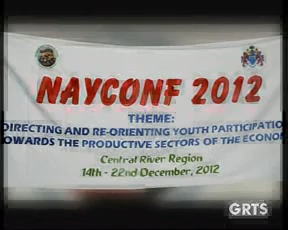 NAYCONF 2012
THEME:
DIRECTING AND RE-ORIENTING YOUTH PARTICIPATIO
OWARDS THE PRODUCTIVE SECTORS OF THE ECONO
Central River Region
14th - 22nd December, 2012
GRTS